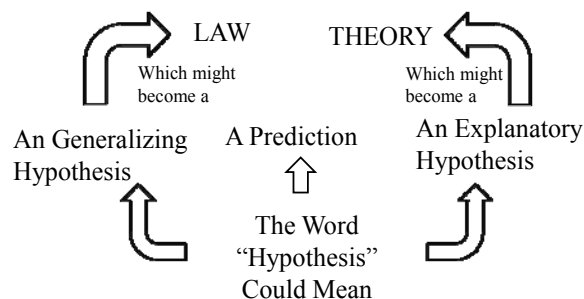 LAW
THEORY
Which might
become a
Which might
become a
An Generalizing
Hypothesis
A Prediction
An Explanatory
Hypothesis
The Word
“Hypothesis”
Could Mean